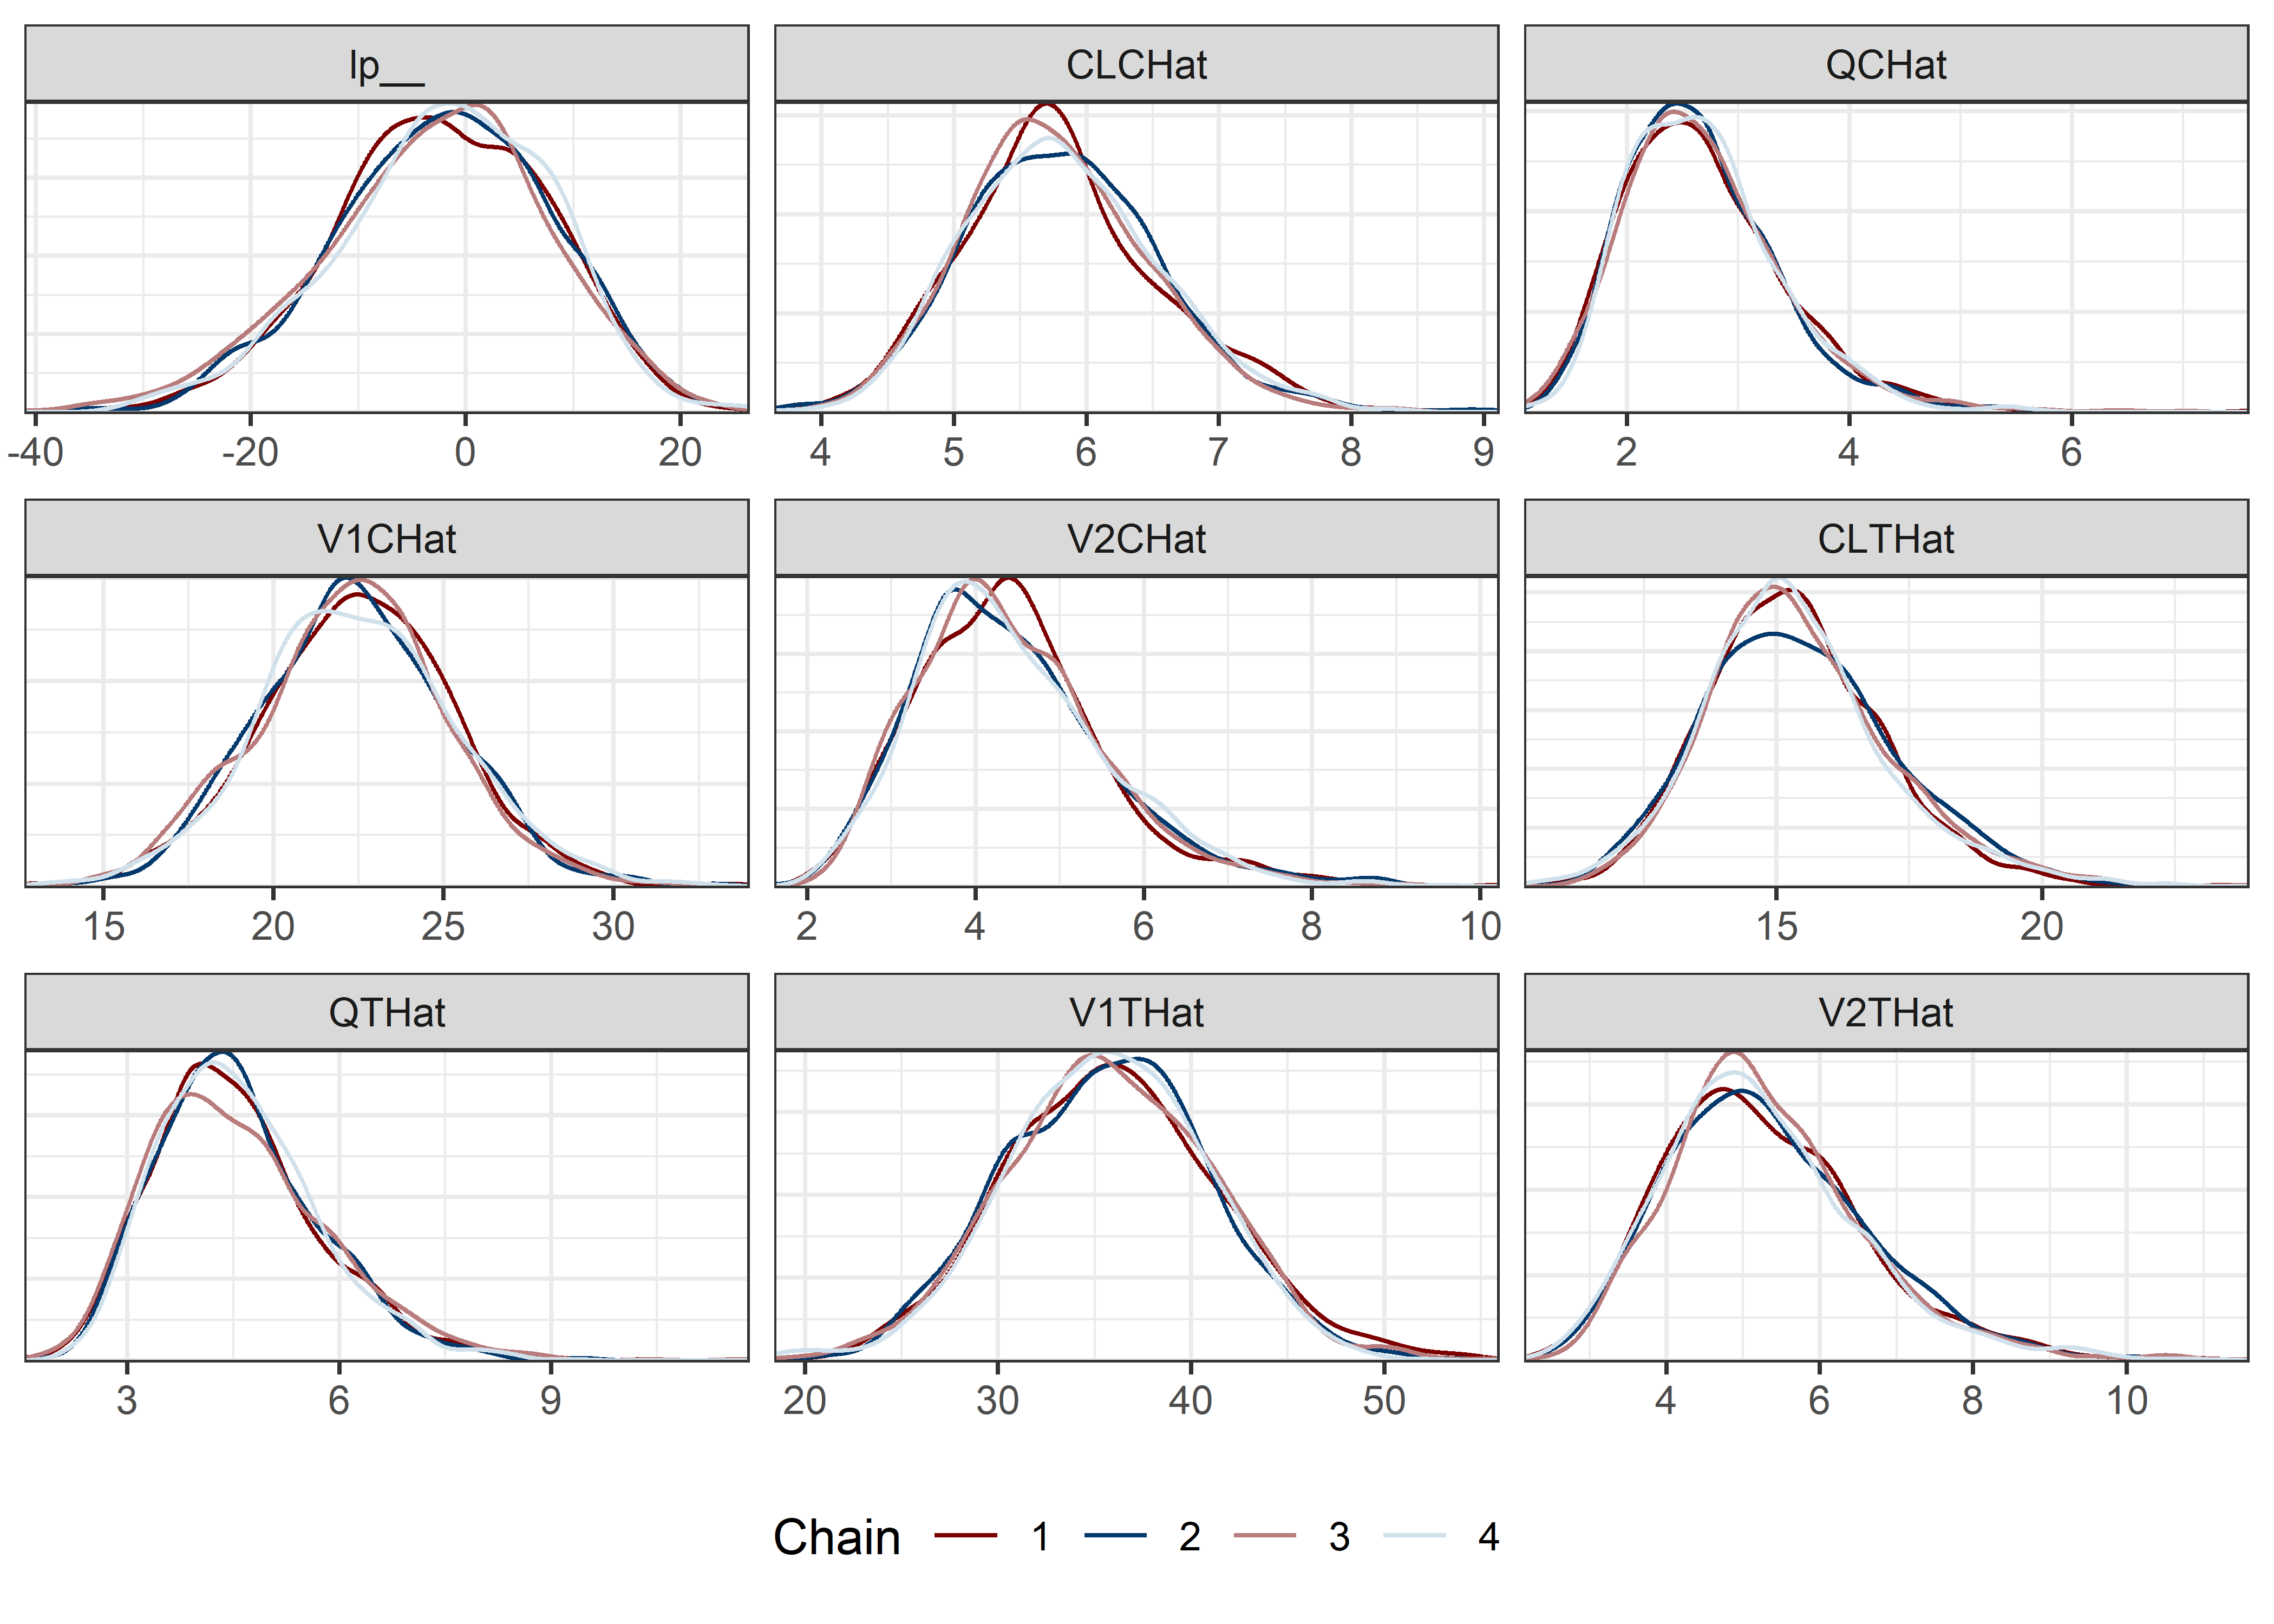 lp__ CLCHat QCHat
-40 -20 0 20 4 5 6 7 8 9 2 4 6
V1CHat V2CHat CLTHat
15 20 25 30 2 4 6 8 10 15 20
QTHat V1THat V2THat
3 6 9 20 30 40 50 4 6 8 10
Chain 1 2 3 4